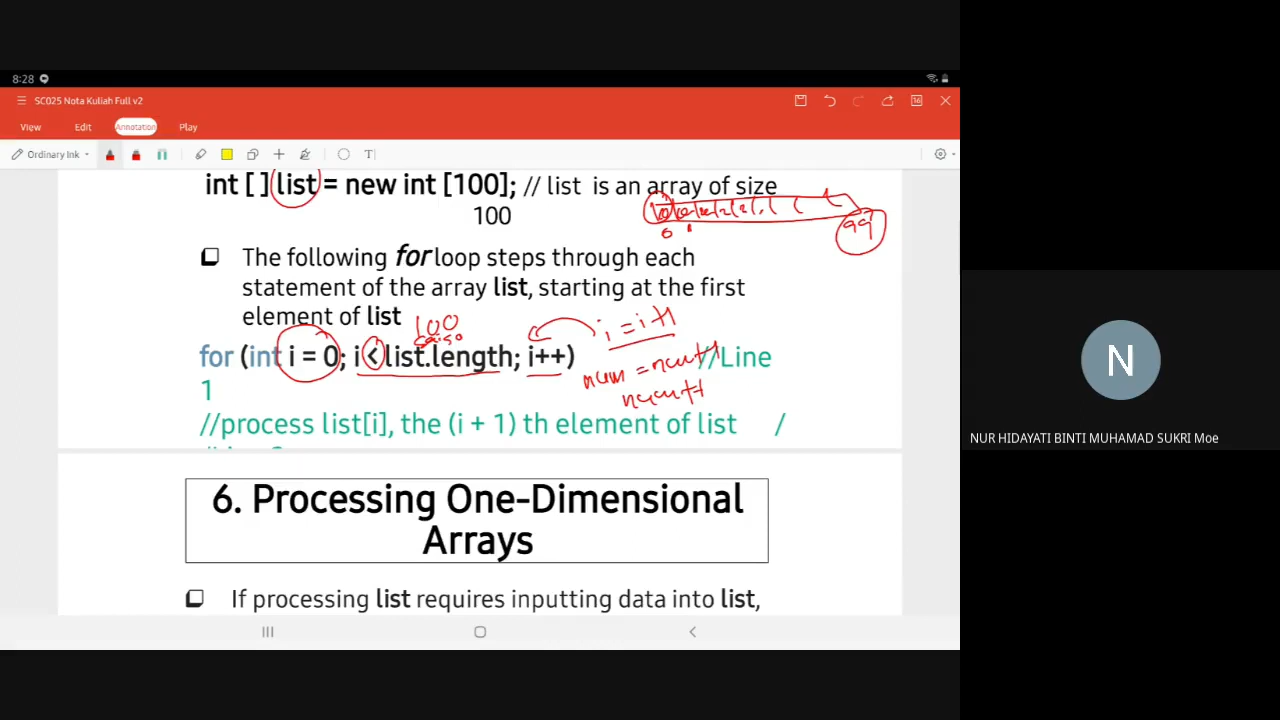 8:28
SC025 Nota Kuliah Full v2
View Edit Annotation Play
Ordinary Ink
int [ ] list = new int [100]; // list is an array of size
100
0 1 99
The following for loop steps through each
statement of the array list, starting at the first
element of list
100
i = i+1
for (int i = 0; i < list.length; i++) //Line
1
num = num+1
num++
//process list[i], the (i + 1) th element of list /
6. Processing One-Dimensional
Arrays
If processing list requires inputting data into list,
N
NUR HIDAYATI BINTI MUHAMAD SUKRI Moe